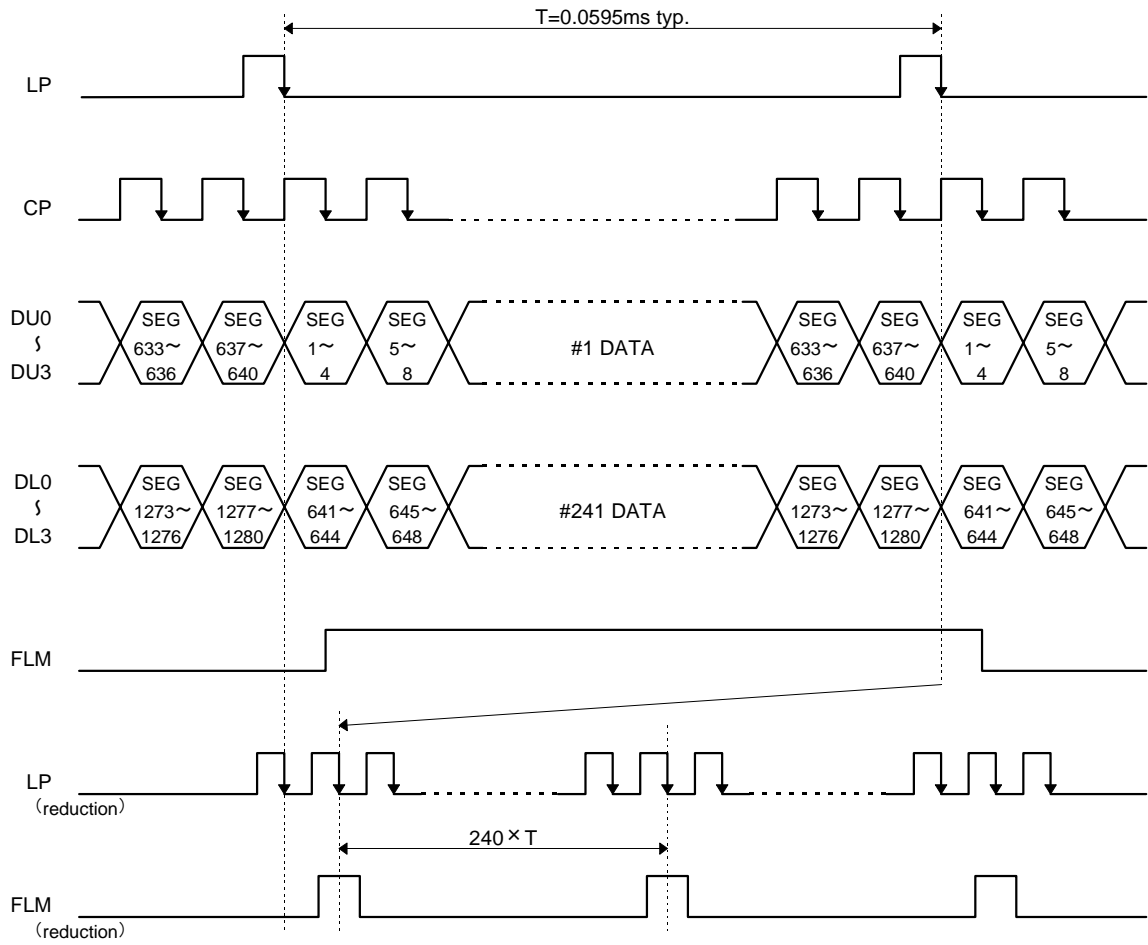 T=0.0595ms typ.
LP
CP
DU0
~
DU3
SEG
633~
636
SEG
637~
640
SEG
1~
4
SEG
5~
8
#1 DATA
SEG
633~
636
SEG
637~
640
SEG
1~
4
SEG
5~
8
DL0
~
DL3
SEG
1273~
1276
SEG
1277~
1280
SEG
641~
644
SEG
645~
648
#241 DATA
SEG
1273~
1276
SEG
1277~
1280
SEG
641~
644
SEG
645~
648
FLM
LP
(reduction)
240×T
FLM
(reduction)